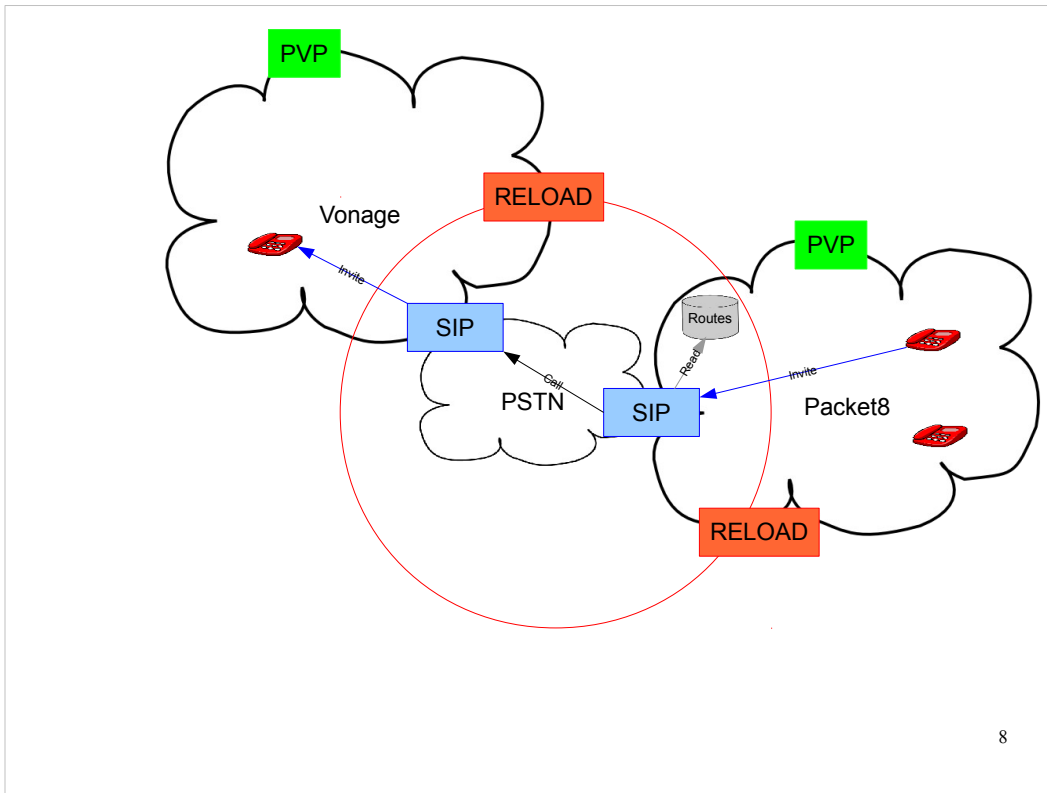 PVP
RELOAD
Vonage
PVP
Invite
Routes
SIP
Read
Invite
Call
PSTN
SIP
Packet8
RELOAD
8